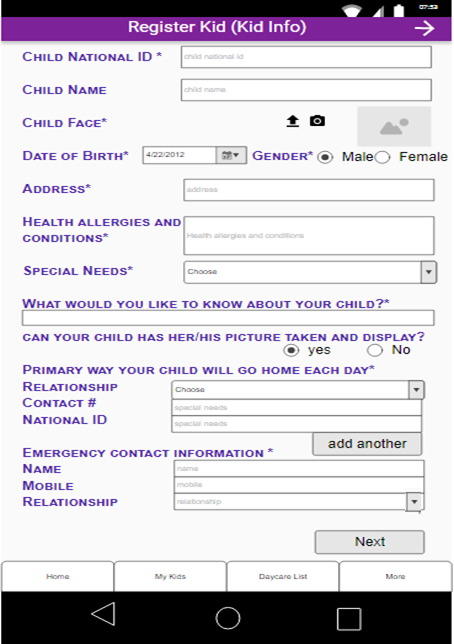 07:53
Register Kid (Kid Info)
CHILD NATIONAL ID * child national id
CHILD NAME child name
CHILD FACE*
DATE OF BIRTH* 4/22/2012 GENDER* Male Female
ADDRESS* address
HEALTH ALLERGIES AND
CONDITIONS* Health allergies and conditions
SPECIAL NEEDS* Choose
WHAT WOULD YOU LIKE TO KNOW ABOUT YOUR CHILD?*
CAN YOUR CHILD HAS HER/HIS PICTURE TAKEN AND DISPLAY?
yes No
PRIMARY WAY YOUR CHILD WILL GO HOME EACH DAY*
RELATIONSHIP Choose
CONTACT # special needs
NATIONAL ID special needs
add another
EMERGENCY CONTACT INFORMATION *
NAME name
MOBILE mobile
RELATIONSHIP relationship
Next
Home My Kids Daycare List More